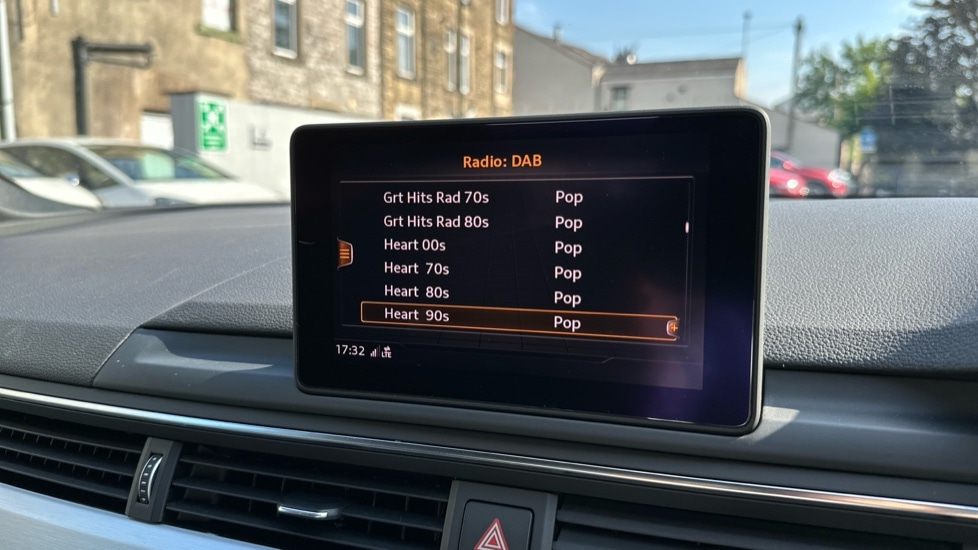 Radio: DAB
Grt Hits Rad 70s Pop
Grt Hits Rad 80s Pop
Heart 00s Pop
Heart 70s Pop
Heart 80s Pop
Heart 90s Pop
17:32 LTE